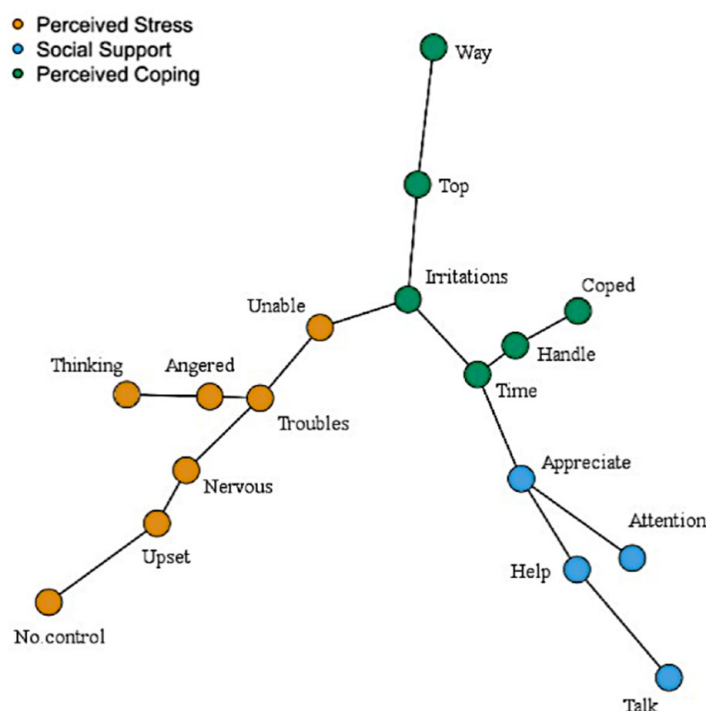 Perceived Stress
Social Support
Perceived Coping
Way
Top
Irritations
Coped
Unable
Handle
Thinking
Angered
Time
Troubles
Appreciate
Nervous
Attention
Upset
Help
No.control
Talk